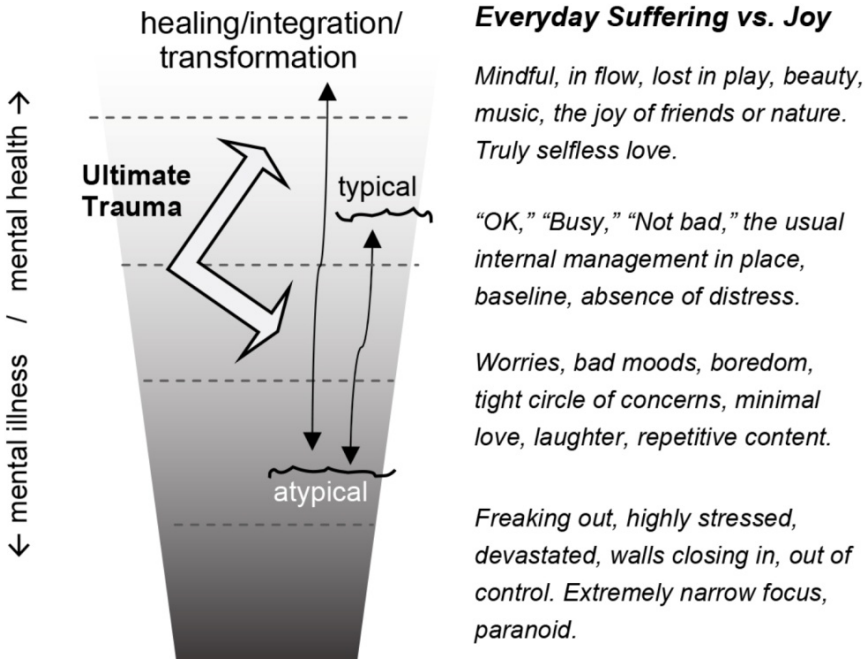 healing/integration/
transformation
← mental illness / mental health →
Ultimate
Trauma
typical
atypical
Everyday Suffering vs. Joy
Mindful, in flow, lost in play, beauty,
music, the joy of friends or nature.
Truly selfless love.
“OK,” “Busy,” “Not bad,” the usual
internal management in place,
baseline, absence of distress.
Worries, bad moods, boredom,
tight circle of concerns, minimal
love, laughter, repetitive content.
Freaking out, highly stressed,
devastated, walls closing in, out of
control. Extremely narrow focus,
paranoid.